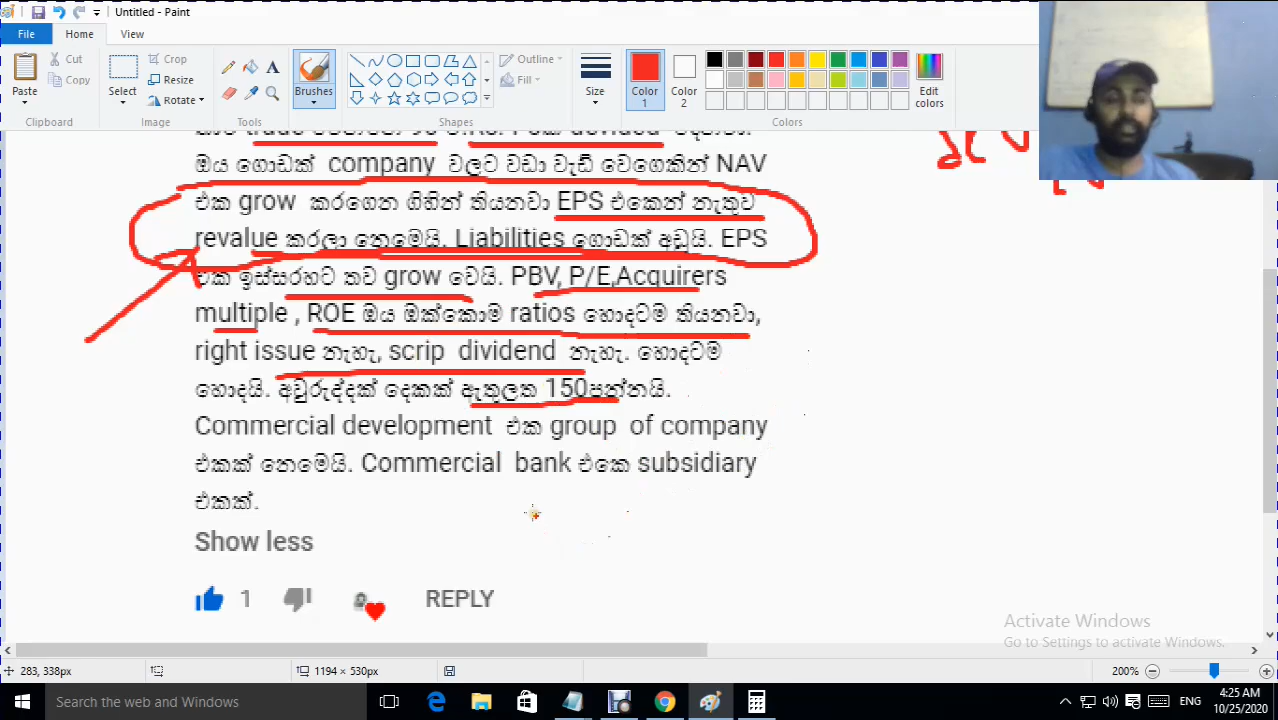 Untitled - Paint
File Home View
Paste Cut Copy Select Crop Resize Rotate Brushes Outline Fill Size Color 1 Color 2 Edit colors
Clipboard Image Tools Shapes Colors
trade divided
ඔය ගොඩක් company වලට වඩා වැඩි වෙගෙකින් NAV
එක grow කරගෙන ගිහින් තියනවා EPS එකෙන් නැතුව
revalue කරලා නෙමෙයි. Liabilities ගොඩක් අඩුයි. EPS
එක ඉස්සරහට තව grow වෙයි. PBV, P/E,Acquirers
multiple , ROE ඔය ඔක්කොම ratios හොදටම තියනවා,
right issue නැහැ, scrip dividend නැහැ. හොදටම
හොදයි. අවුරුද්දක් දෙකක් ඇතුලත 150පන්නයි.
Commercial development එක group of company
එකක් නෙමෙයි. Commercial bank එකෙ subsidiary
එකක්.
Show less
1 REPLY
Activate Windows
Go to Settings to activate Windows.
283, 338px 1194 × 530px 200%
Search the web and Windows ENG 4:25 AM
10/25/2020